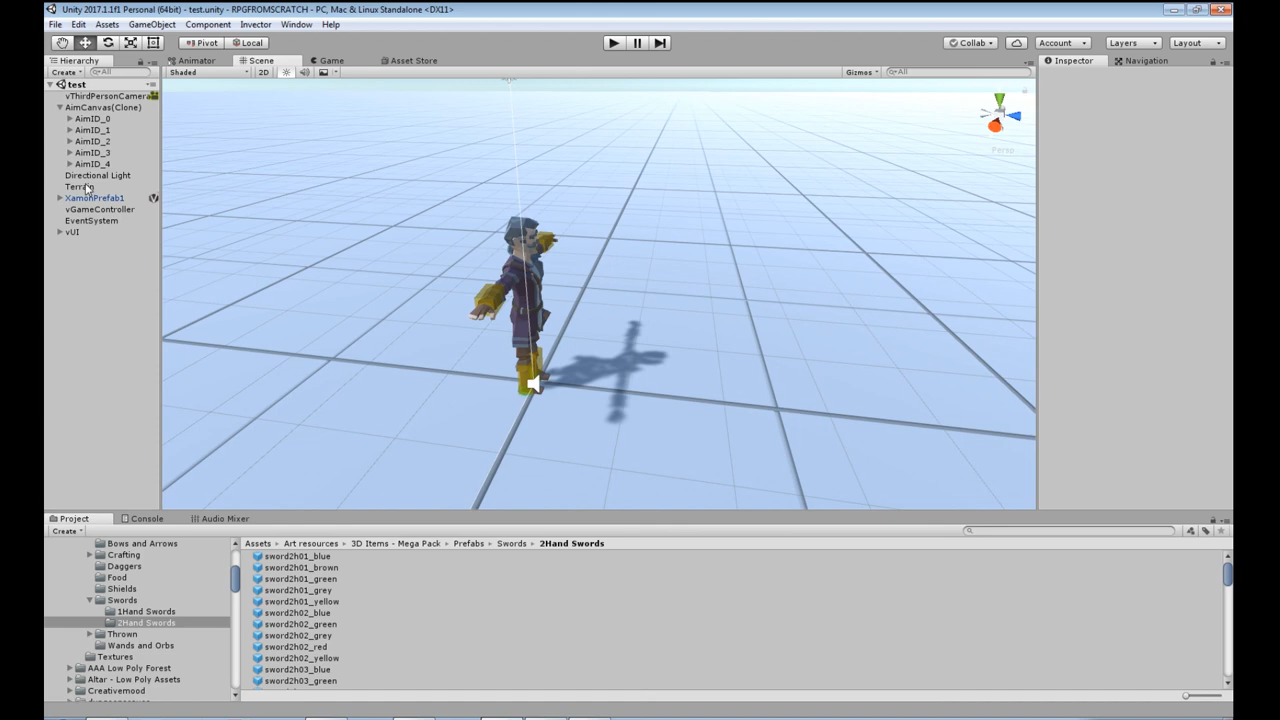 Unity 2017.1.1f1 Personal (64bit) - test.unity - RPGFROMSCRATCH - PC, Mac & Linux Standalone <DX11>
File Edit Assets GameObject Component Invector Window Help
Pivot Local Collab Account Layers Layout
Hierarchy Animator Scene Game Asset Store Inspector Navigation
Create All Shaded 2D Gizmos All
test
vThirdPersonCamera
AimCanvas(Clone)
AimID_0
AimID_1
AimID_2
AimID_3
AimID_4
Directional Light
Terrain
XamonPrefab1
vGameController
EventSystem
vUI
Persp
Project Console Audio Mixer
Create
Bows and Arrows
Crafting
Daggers
Food
Shields
Swords
1Hand Swords
2Hand Swords
Thrown
Wands and Orbs
Textures
AAA Low Poly Forest
Altar - Low Poly Assets
Creativemood
Assets Art resources 3D Items - Mega Pack Prefabs Swords 2Hand Swords
sword2h01_blue
sword2h01_brown
sword2h01_green
sword2h01_grey
sword2h01_yellow
sword2h02_blue
sword2h02_green
sword2h02_grey
sword2h02_red
sword2h02_yellow
sword2h03_blue
sword2h03_green